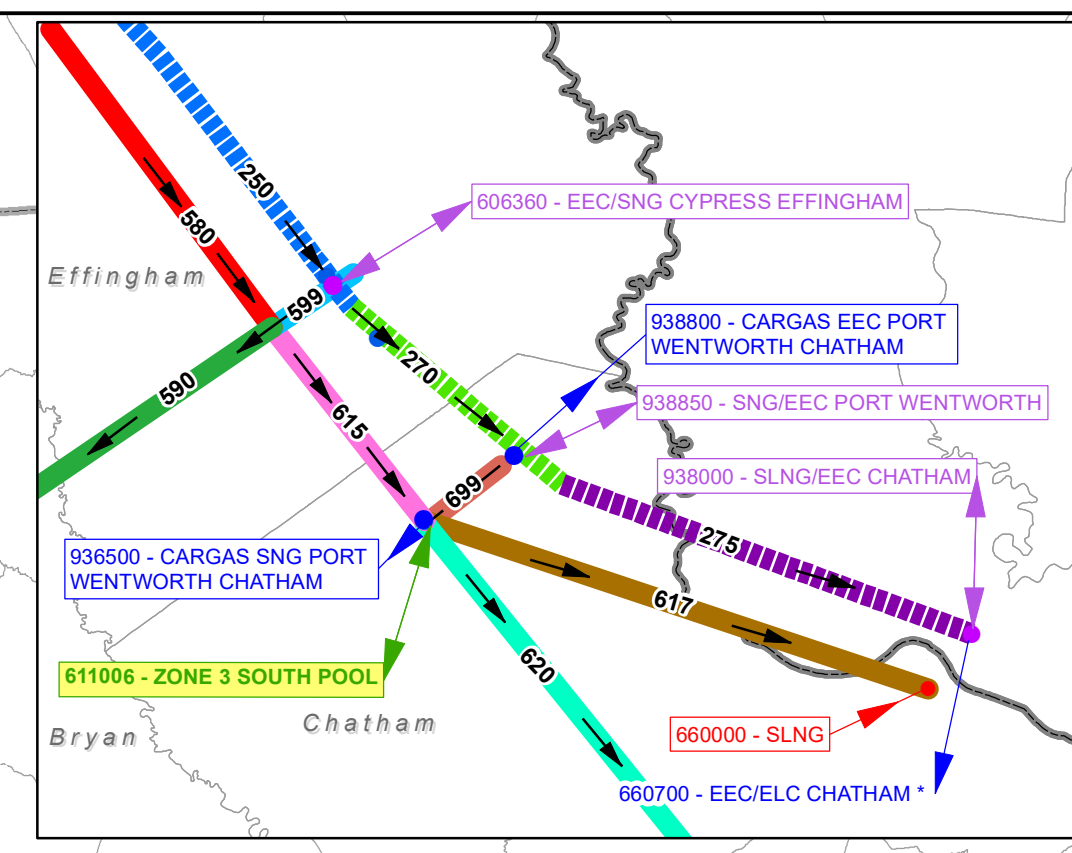 250
606360 - EEC/SNG CYPRESS EFFINGHAM
580
Effingham
599
938800 - CARGAS EEC PORT
WENTWORTH CHATHAM
270
590
938850 - SNG/EEC PORT WENTWORTH
615
938000 - SLNG/EEC CHATHAM
699
275
936500 - CARGAS SNG PORT
WENTWORTH CHATHAM
617
620
611006 - ZONE 3 SOUTH POOL
Chatham
Bryan
660000 - SLNG
660700 - EEC/ELC CHATHAM *